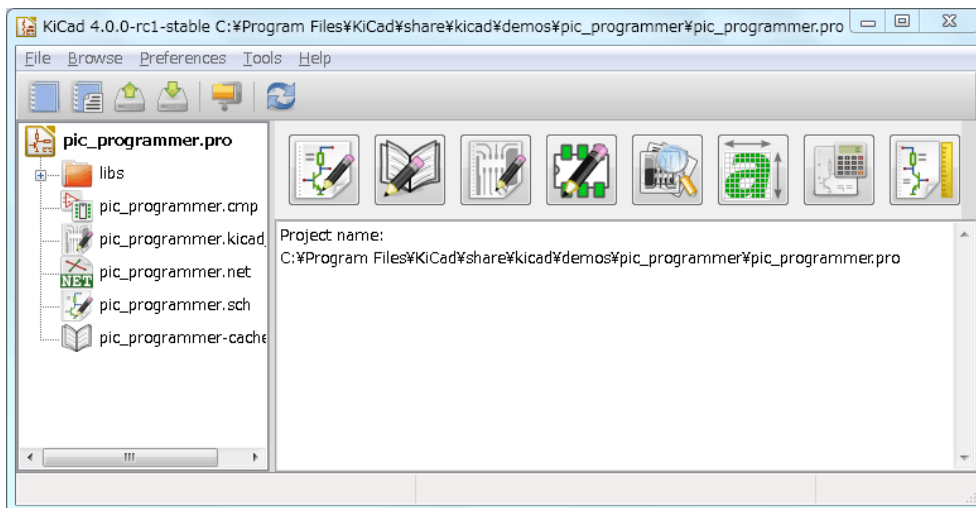 KiCad 4.0.0-rc1-stable C:¥Program Files¥KiCad¥share¥kicad¥demos¥pic_programmer¥pic_programmer.pro
File Browse Preferences Tools Help
pic_programmer.pro
libs
pic_programmer.cmp
pic_programmer.kicad_
pic_programmer.net
NET
pic_programmer.sch
pic_programmer-cache
a
Project name:
C:¥Program Files¥KiCad¥share¥kicad¥demos¥pic_programmer¥pic_programmer.pro